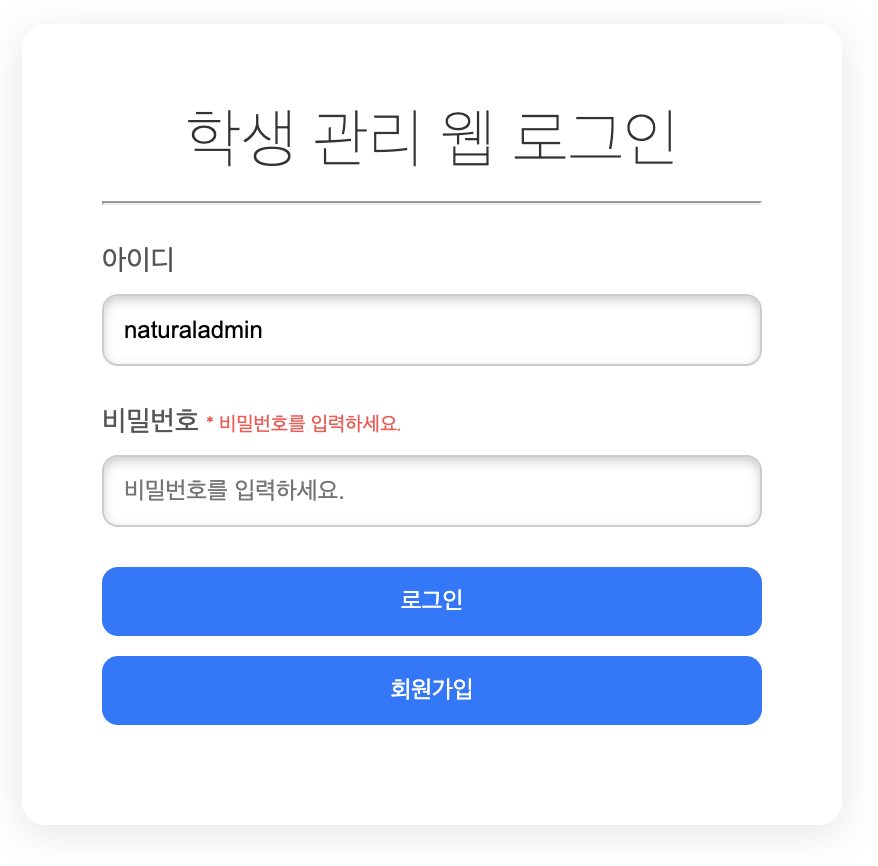 학생 관리 웹 로그인
아이디
naturaladmin
비밀번호 * 비밀번호를 입력하세요.
비밀번호를 입력하세요.
로그인
회원가입